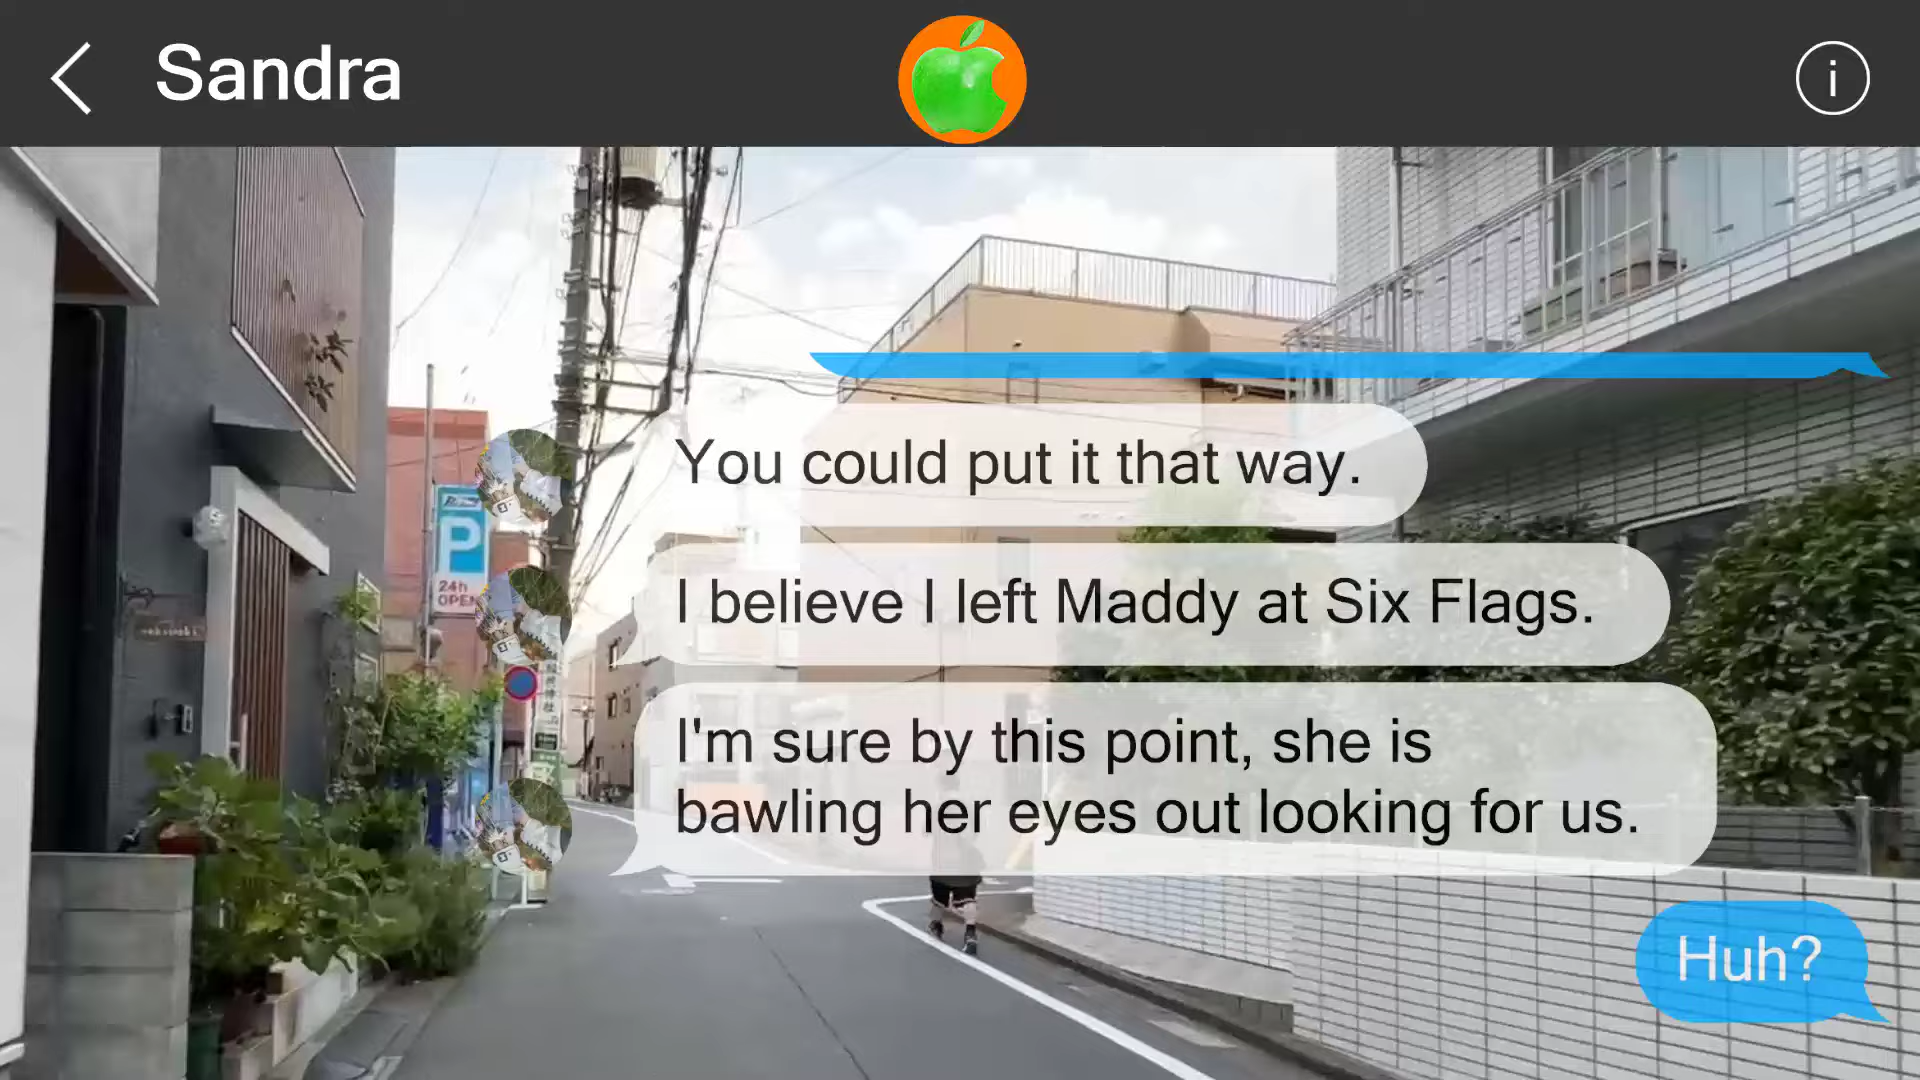 Sandra
You could put it that way.
I believe I left Maddy at Six Flags.
I'm sure by this point, she is
bawling her eyes out looking for us.
Huh?
P
24h
OPEN